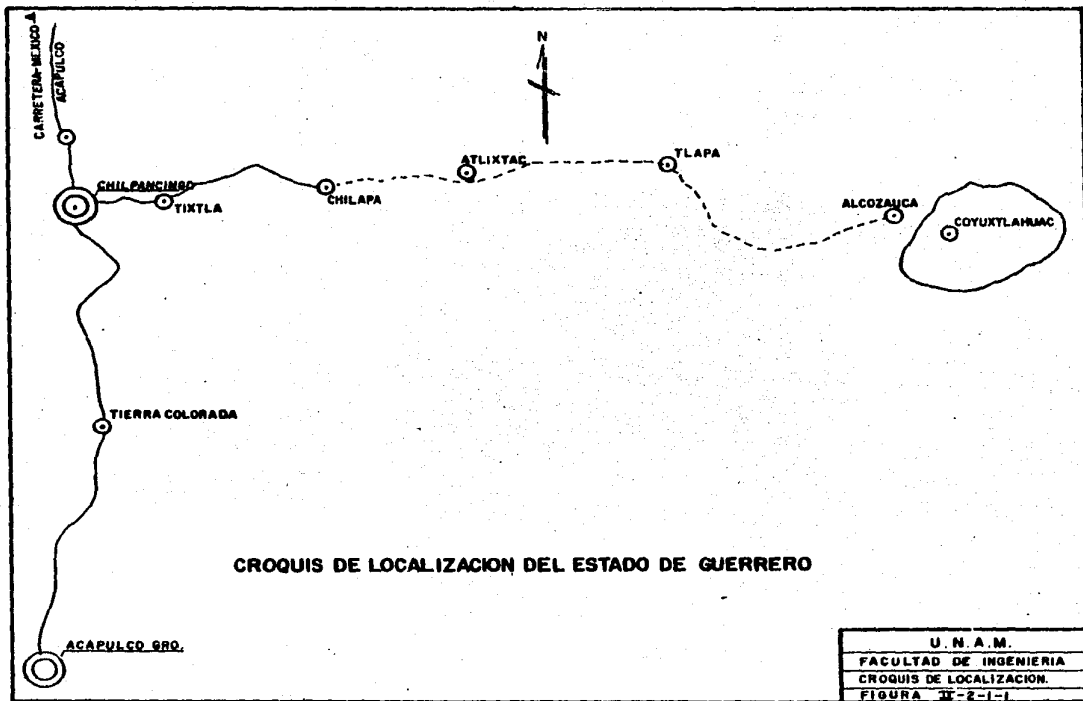 CARRETERA-MEXICO-A
ACAPULCO
N
CHILPANCINGO
TIXTLA
CHILAPA
ATLIXTAC
TLAPA
ALCOZAUCA
COYUXTLAHUAC
TIERRA COLORADA
CROQUIS DE LOCALIZACION DEL ESTADO DE GUERRERO
ACAPULCO GRO.
U. N. A. M.
FACULTAD DE INGENIERIA
CROQUIS DE LOCALIZACION.
FIGURA II-2-1-1